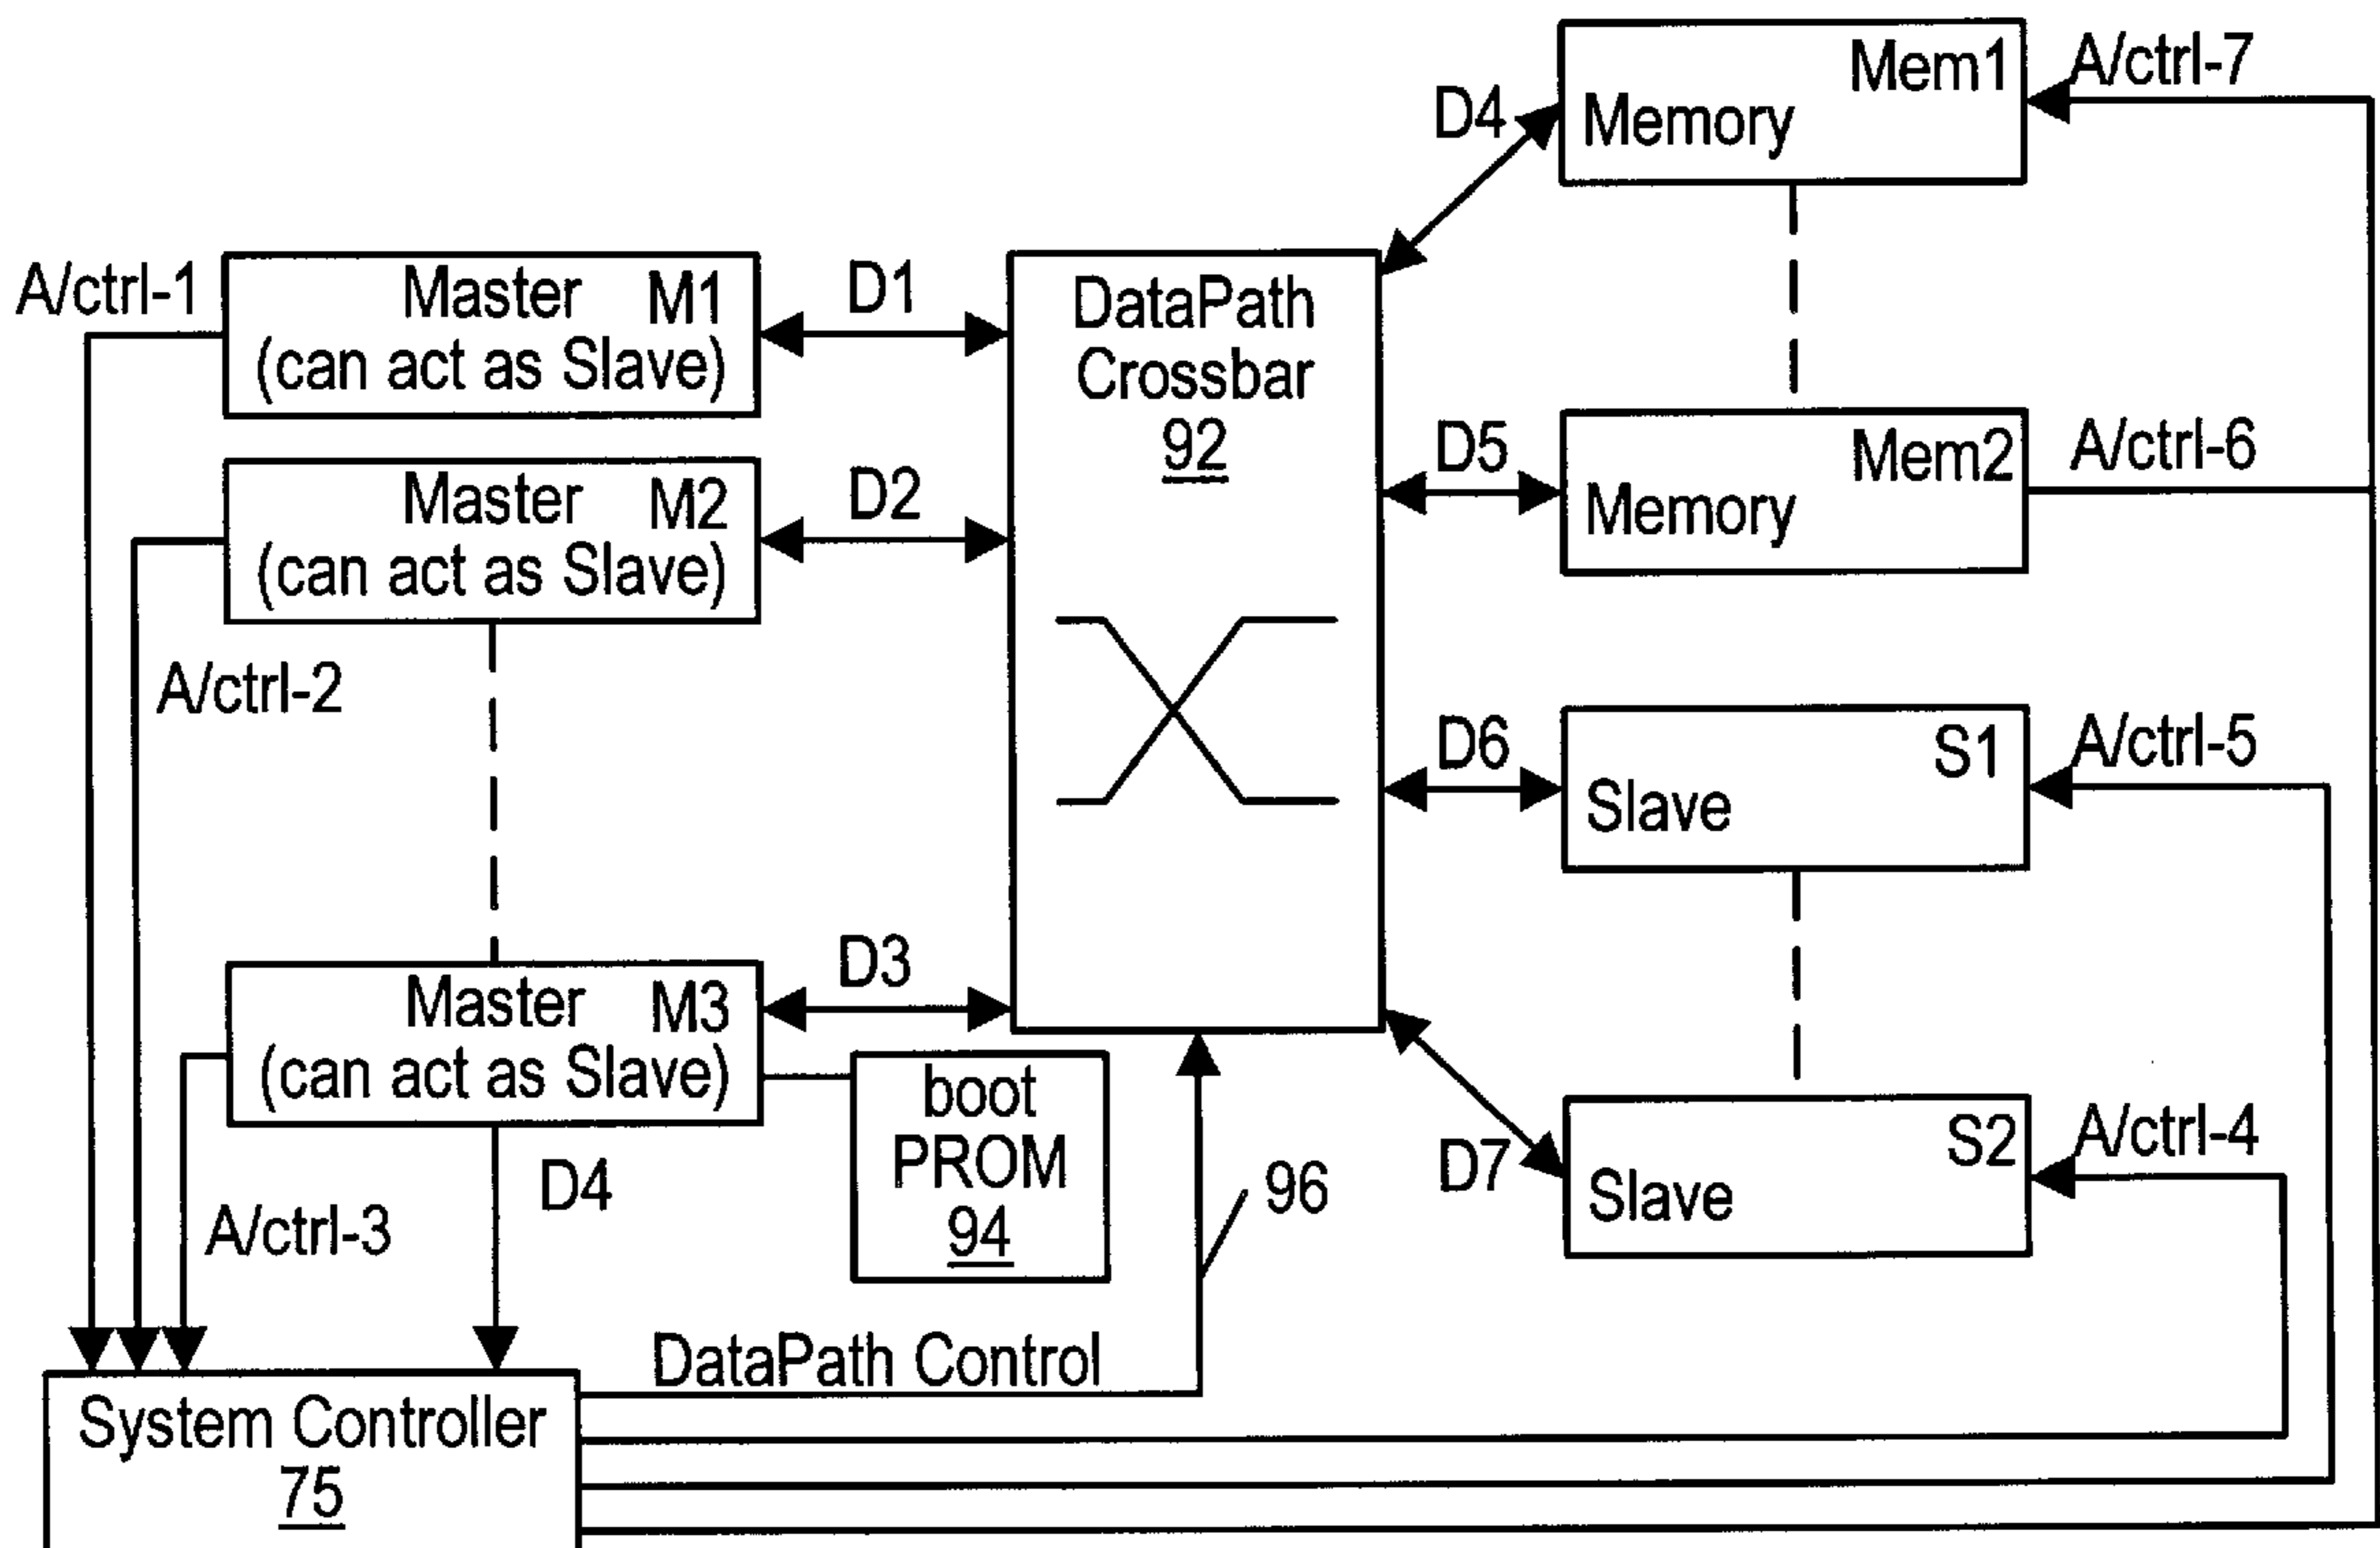 Mem1
Memory
A/ctrl-7
D4
A/ctrl-1
Master M1
(can act as Slave)
D1
DataPath
Crossbar
92
Mem2
Memory
A/ctrl-6
D5
Master M2
(can act as Slave)
D2
A/ctrl-2
S1
Slave
A/ctrl-5
D6
Master M3
(can act as Slave)
D3
boot
PROM
94
S2
Slave
A/ctrl-4
D7
96
D4
A/ctrl-3
DataPath Control
System Controller
75